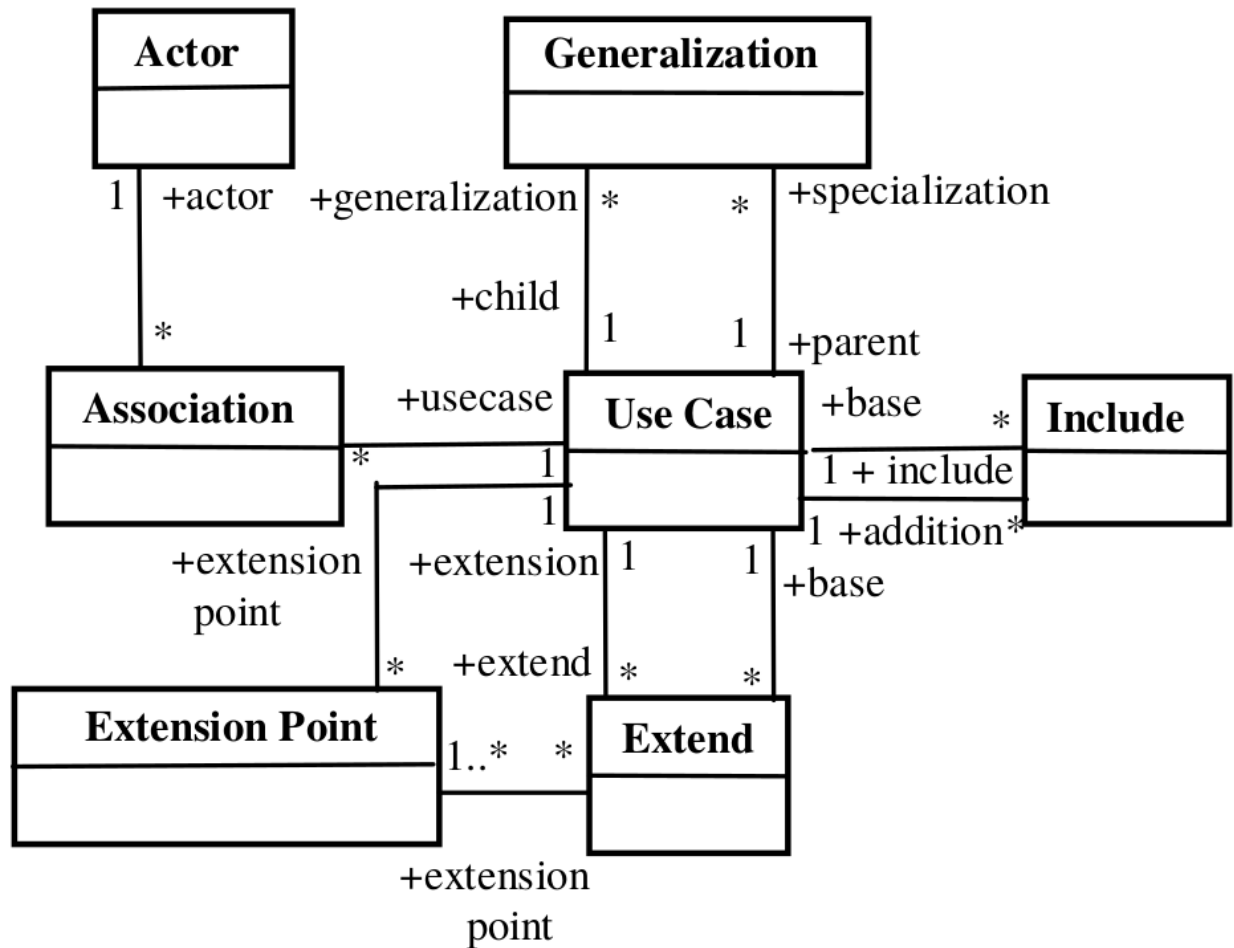 Actor
Generalization
1 +actor
+generalization * * +specialization
+child
1 1
+parent
*
Association
+usecase
Use Case
+base
*
Include
* 1
1 + include
1
1 +addition*
+extension
point
+extension 1 1
+base
*
+extend * *
Extension Point
1..* *
Extend
+extension
point